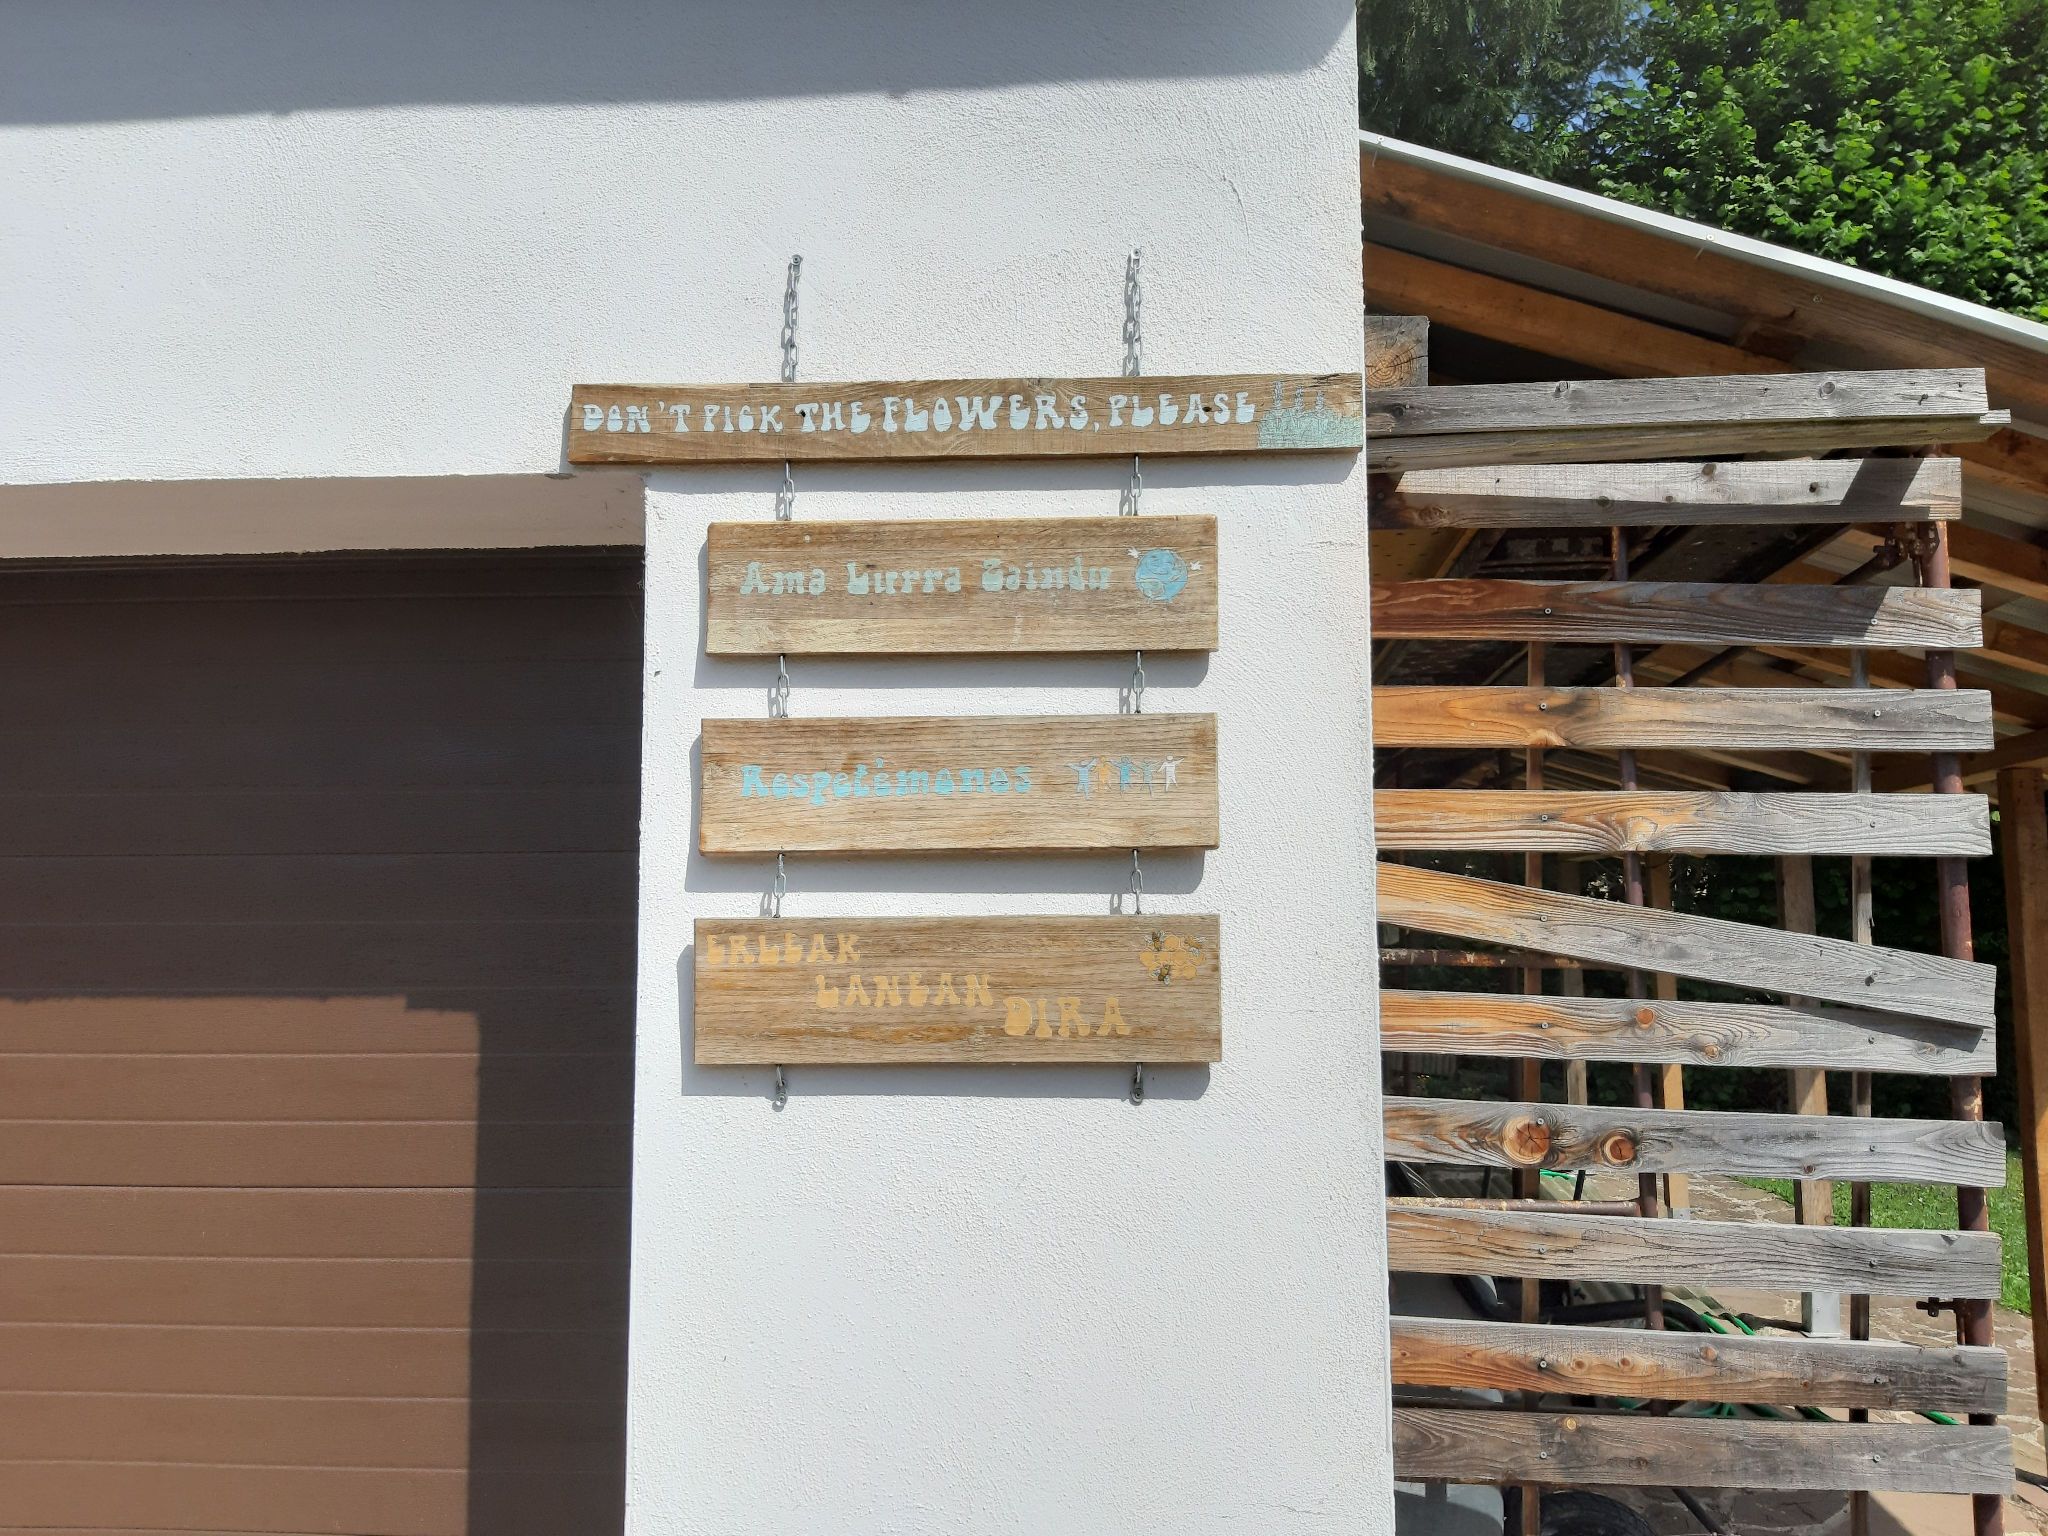 DON'T PICK THE FLOWERS, PLEASE
Ama Lurra Zaindu
Respetémonos
ERLEAK
LANEAN
DIRA